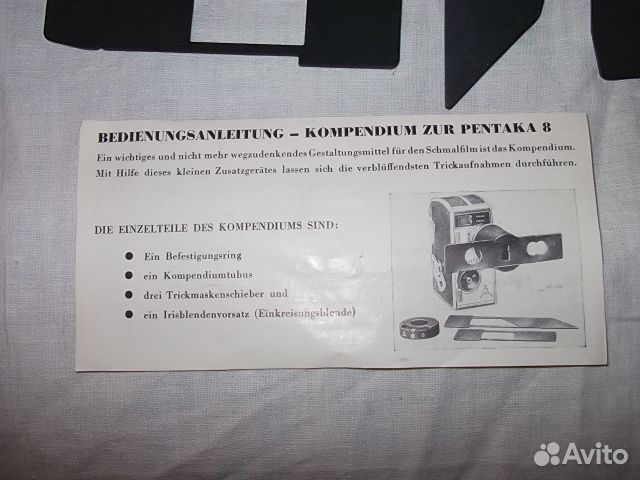 BEDIENUNGSANLEITUNG – KOMPENDIUM ZUR PENTAKA 8
Ein wichtiges und nicht mehr wegzudenkendes Gestaltungsmittel für den Schmalfilm ist das Kompendium.
Mit Hilfe dieses kleinen Zusatzgerätes lassen sich die verblüffendsten Trickaufnahmen durchführen.
DIE EINZELTEILE DES KOMPENDIUMS SIND:
● Ein Befestigungsring
● ein Kompendiumtubus
● drei Trickmaskenschieber und
● ein Irisblendenvorsatz (Einkreisungsblende)
Avito